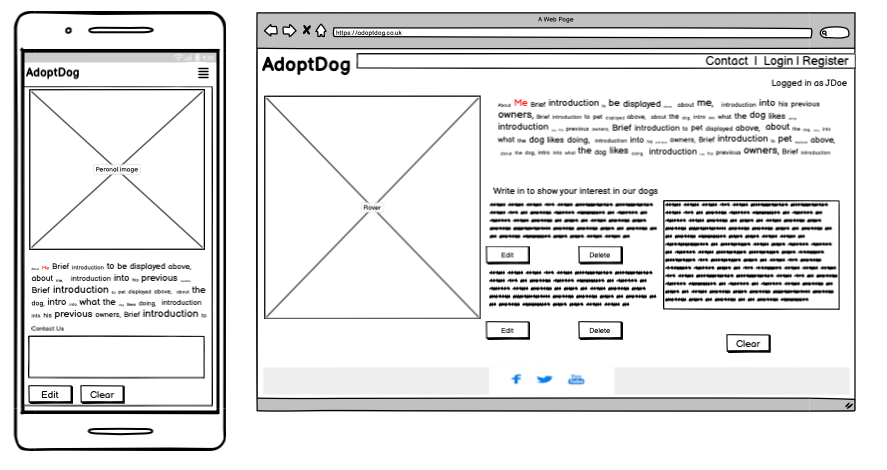 AdoptDog
Peronal image
Me Brief introduction to be displayed above,
about me, introduction into his previous
Brief introduction to pet displayed above, about the
dog, intro into what the dog likes doing, introduction
into his previous owners, Brief introduction to
Contact Us
Edit Clear
A Web Page
https://adoptdog.co.uk
AdoptDog
Contact | Login | Register
Logged in as JDoe
Rover
About Me Brief introduction to be displayed above, about me, introduction into his previous
owners, Brief introduction to pet displayed above, about the dog intro into what the dog likes
introduction into his previous owners, Brief introduction to pet displayed above, about the dog, intro into
what the dog likes doing, introduction into his previous owners, Brief introduction to pet above,
about the dog, intro into what the dog likes doing, introduction into his previous owners, Brief introduction
Write in to show your interest in our dogs
Edit Delete
Edit Delete
Clear
You
Tube